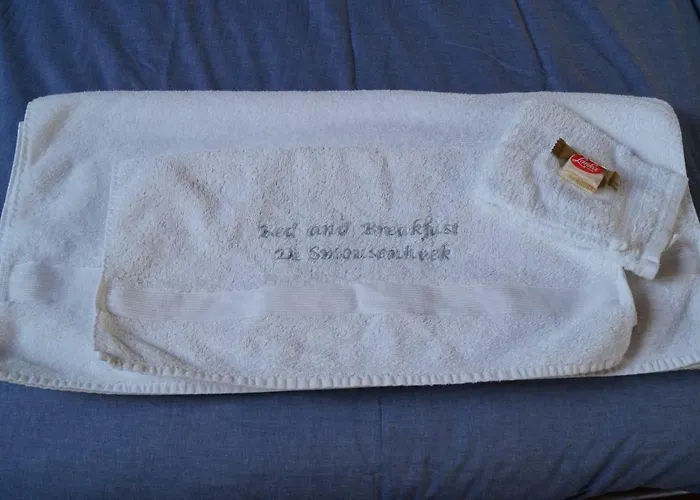 Bed and Breakfast
De Smousenhoek